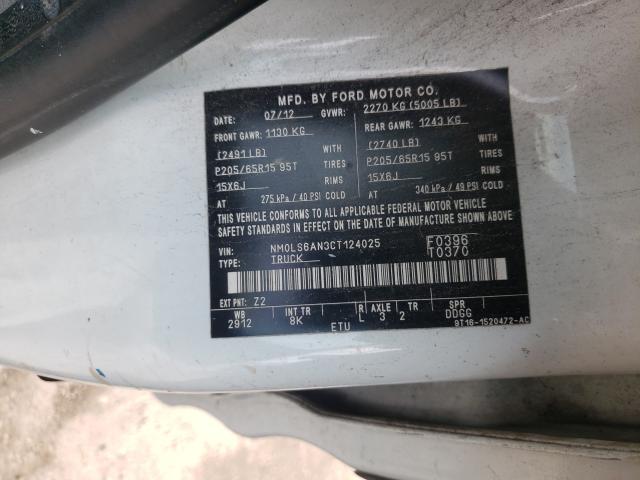 MFD. BY FORD MOTOR CO.
DATE: 07/12 GVWR: 2270 KG (5005 LB)
FRONT GAWR: 1130 KG REAR GAWR: 1243 KG
(2491 LB) WITH (2740 LB) WITH
P205/65R15 95T TIRES P205/65R15 95T TIRES
15X6J RIMS 15X6J RIMS
AT 275 kPa / 40 PSI COLD AT 340 kPa / 49 PSI COLD
THIS VEHICLE CONFORMS TO ALL APPLICABLE FEDERAL MOTOR VEHICLE
SAFETY STANDARDS IN EFFECT ON THE DATE OF MANUFACTURE SHOWN ABOVE.
VIN: NM0LS6AN3CT124025 F0396
TYPE: TRUCK T0370
EXT PNT: Z2
WB INT TR R AXLE TR SPR
2912 8K L 3 2 DDGG
ETU 9T16-1520472-AC